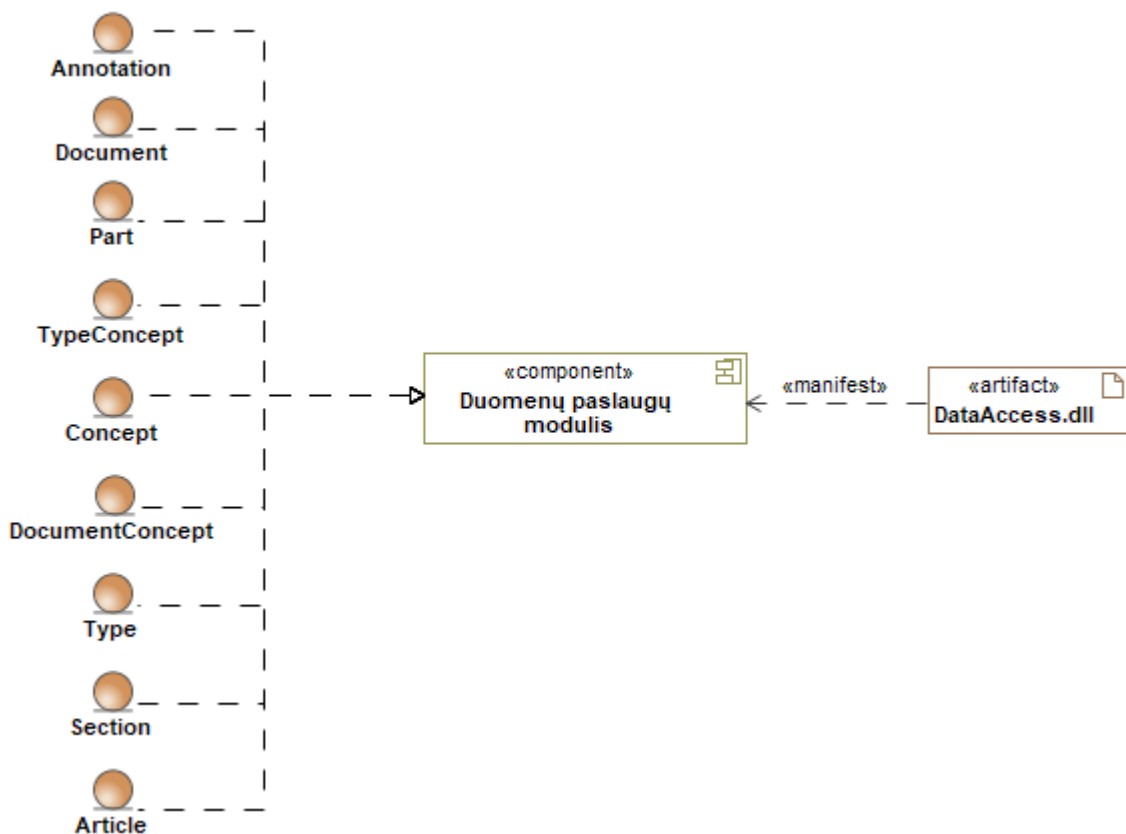 Annotation
Document
Part
TypeConcept
Concept
DocumentConcept
Type
Section
Article
«component»
Duomenų paslaugų
modulis
«manifest»
«artifact»
DataAccess.dll